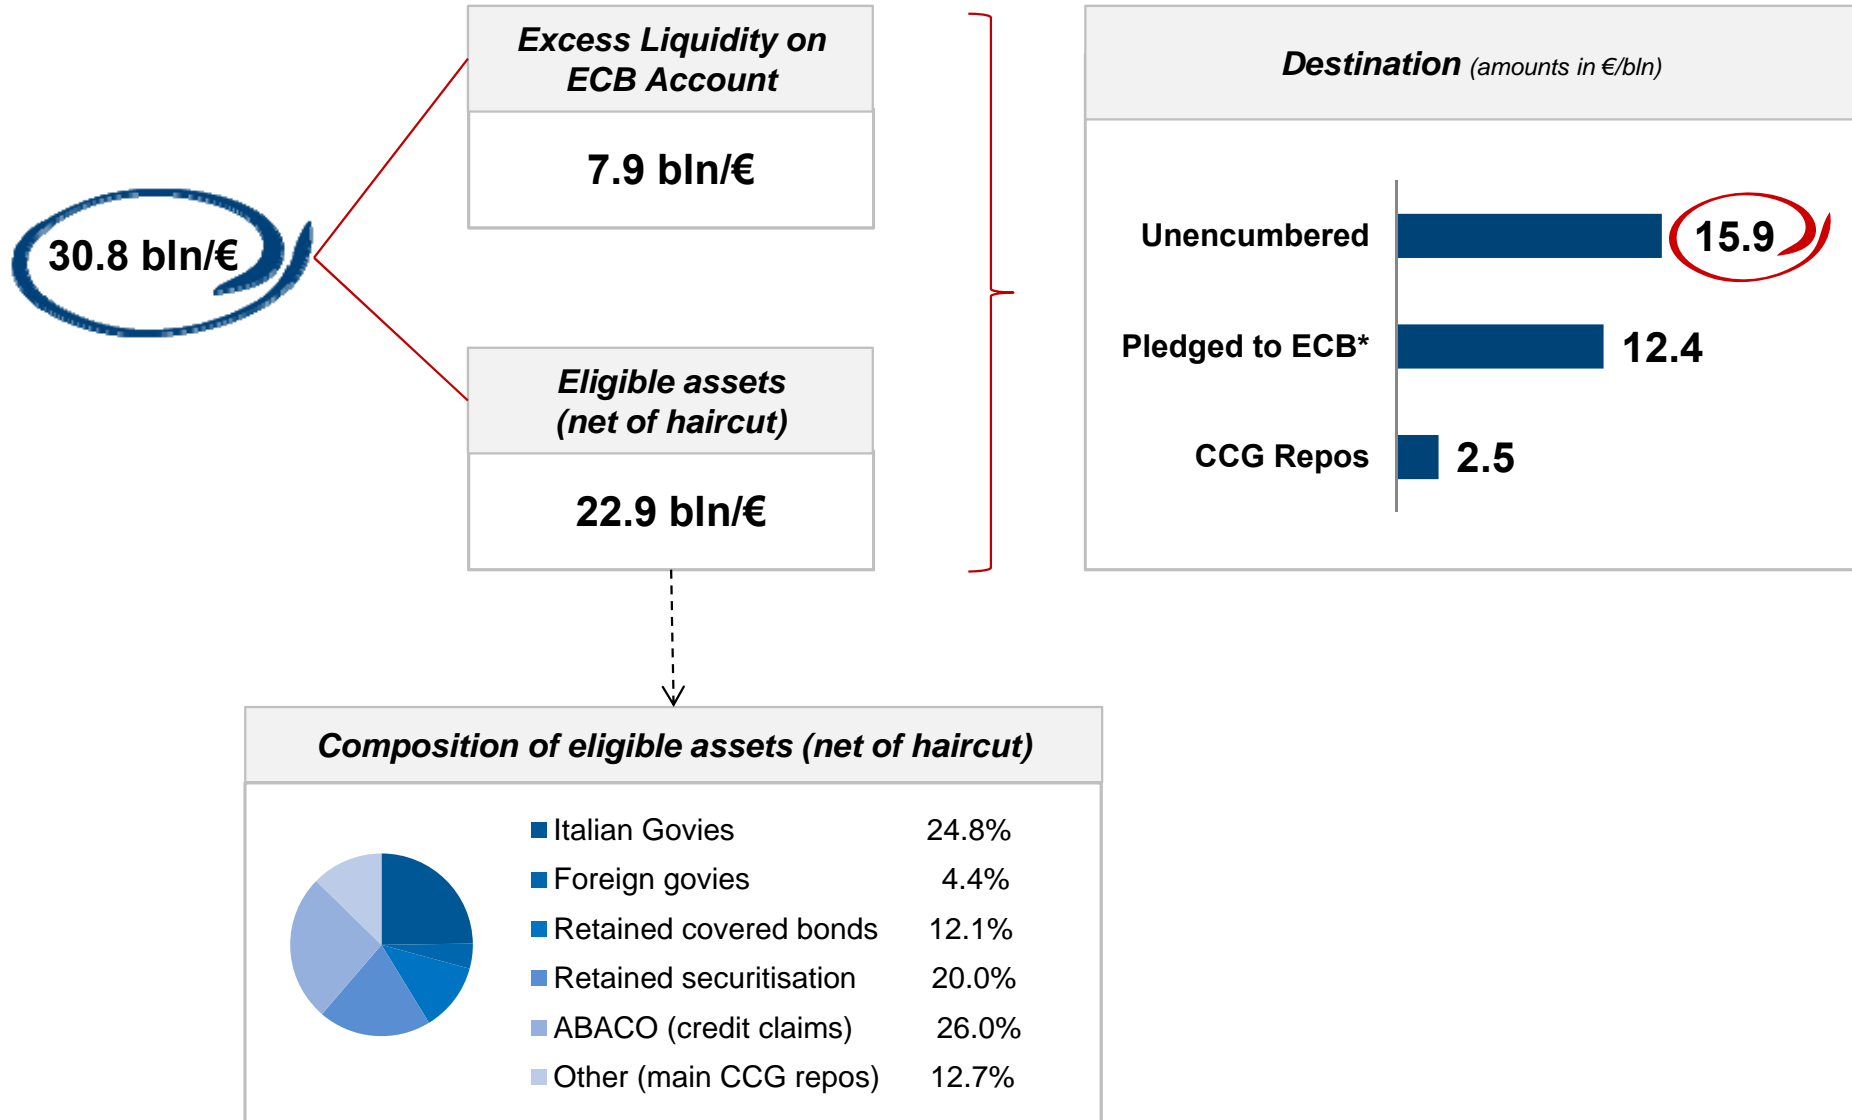 30.8 bln/€
Excess Liquidity on
ECB Account
7.9 bln/€
Eligible assets
(net of haircut)
22.9 bln/€
Destination (amounts in €/bln)
Unencumbered 15.9
Pledged to ECB* 12.4
CCG Repos 2.5
Composition of eligible assets (net of haircut)
Italian Govies 24.8%
Foreign govies 4.4%
Retained covered bonds 12.1%
Retained securitisation 20.0%
ABACO (credit claims) 26.0%
Other (main CCG repos) 12.7%